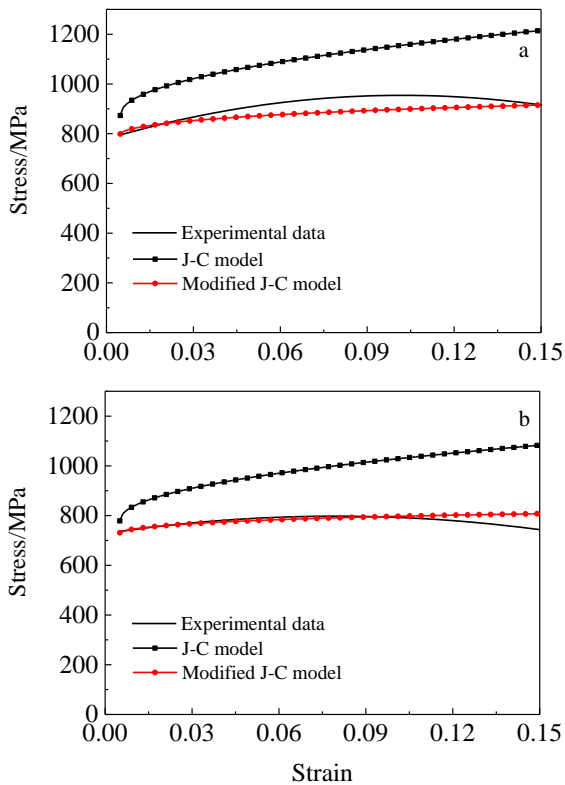 1200
a
1000
800
600
Stress/MPa
Experimental data
400
J-C model
200
Modified J-C model
0
0.00 0.03 0.06 0.09 0.12 0.15
1200
b
1000
800
600
Stress/MPa
400
Experimental data
J-C model
200
Modified J-C model
0
0.00 0.03 0.06 0.09 0.12 0.15
Strain